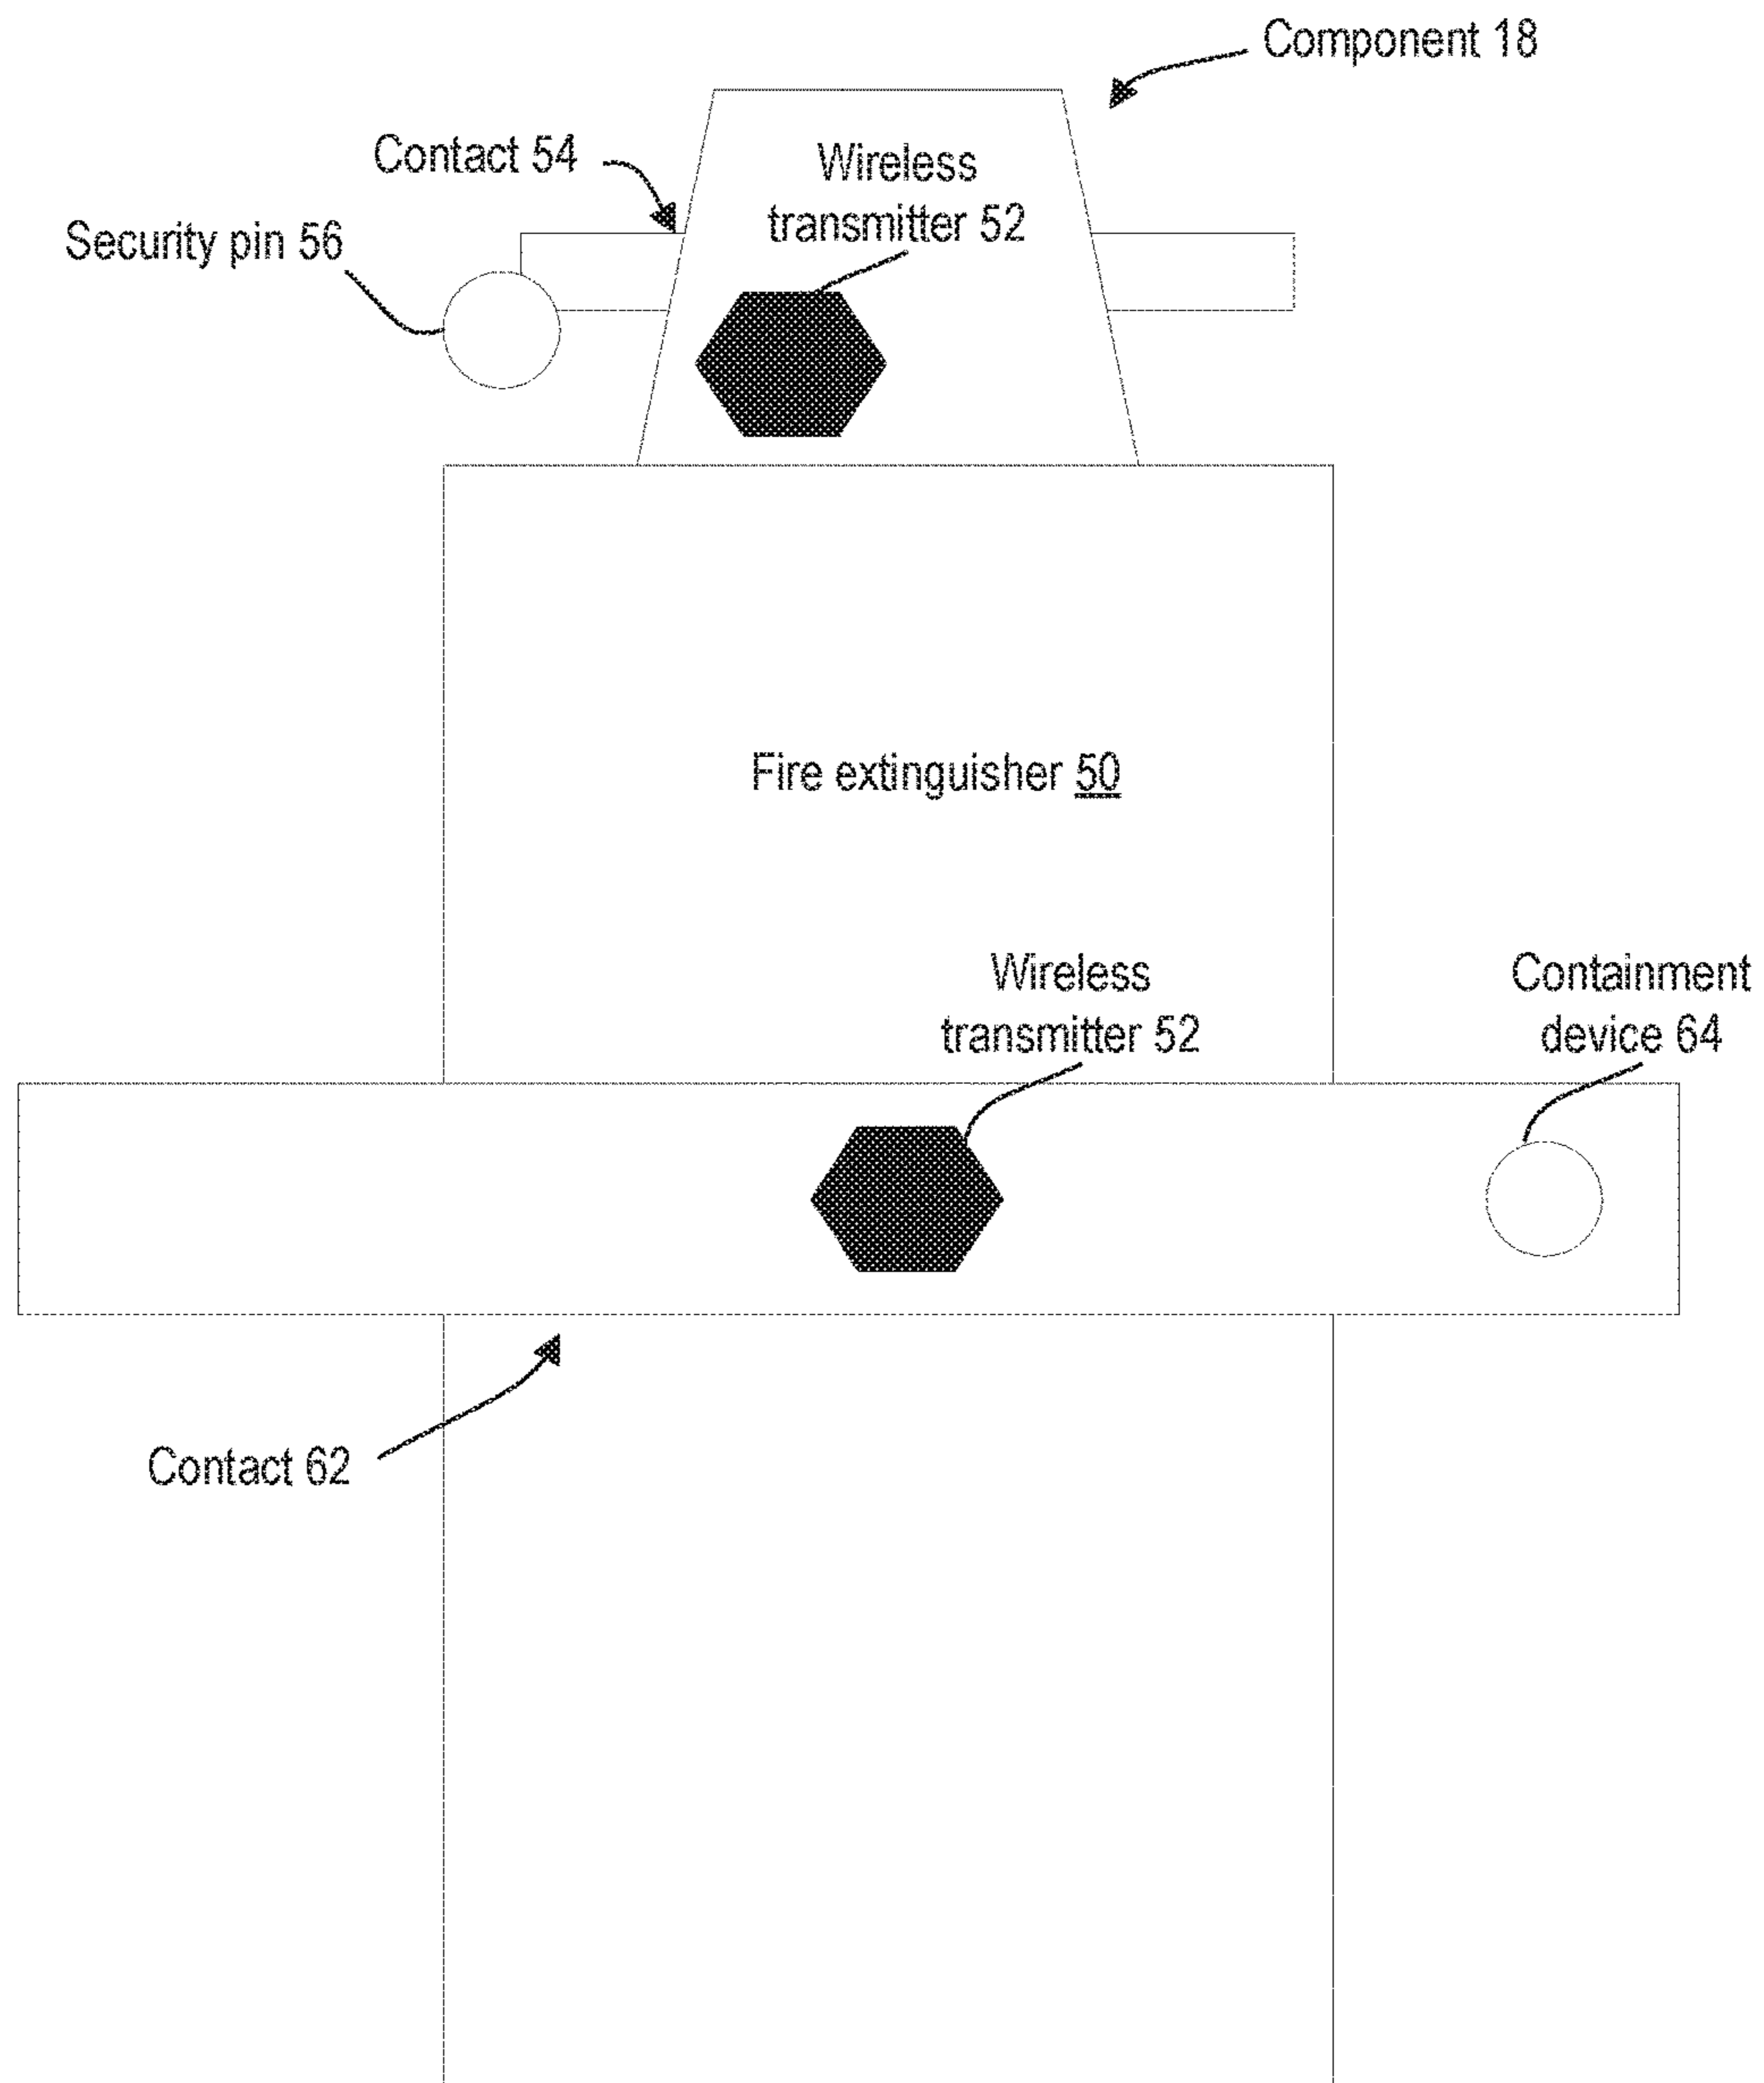 Component 18
Contact 54
Wireless
transmitter 52
Security pin 56
Fire extinguisher 50
Wireless
transmitter 52
Containment
device 64
Contact 62